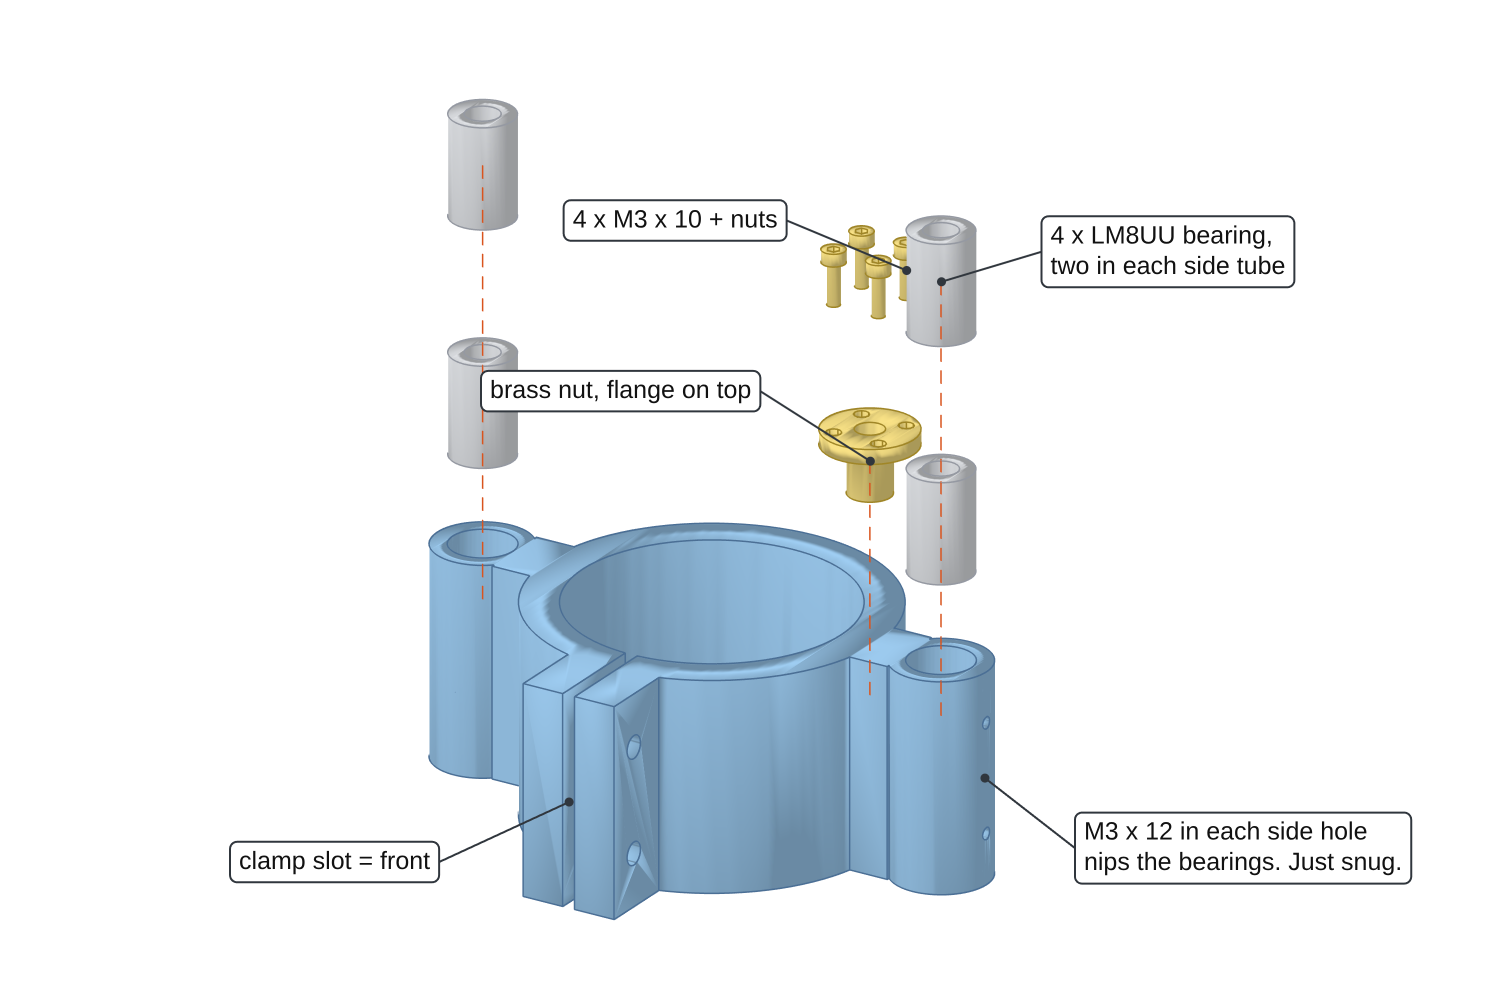 4 x M3 x 10 + nuts
4 x LM8UU bearing,
two in each side tube
brass nut, flange on top
clamp slot = front
M3 x 12 in each side hole
nips the bearings. Just snug.